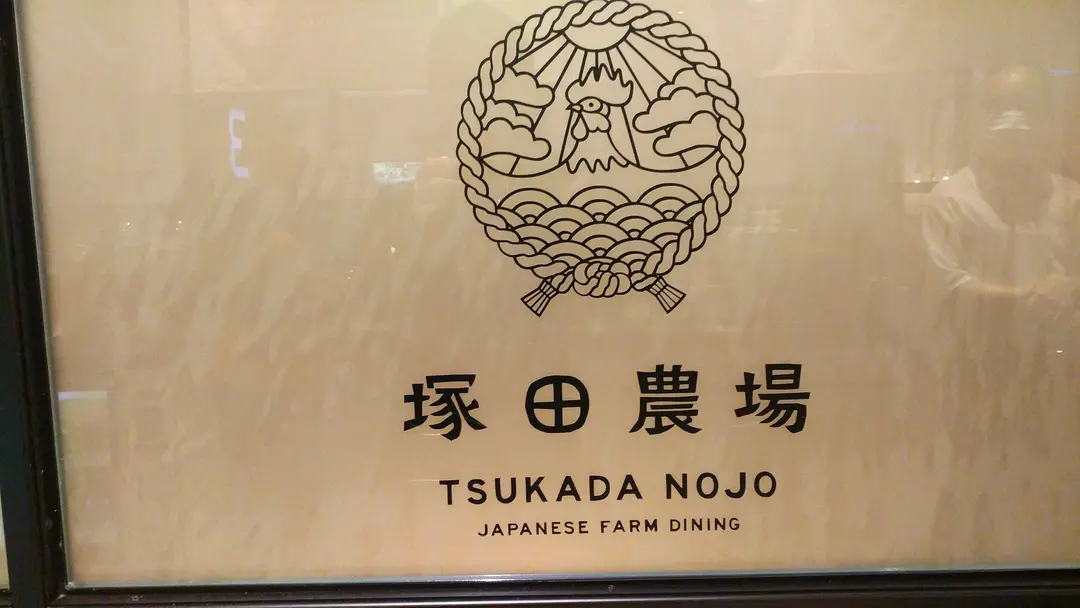 E
塚田農場
TSUKADA NOJO
JAPANESE FARM DINING